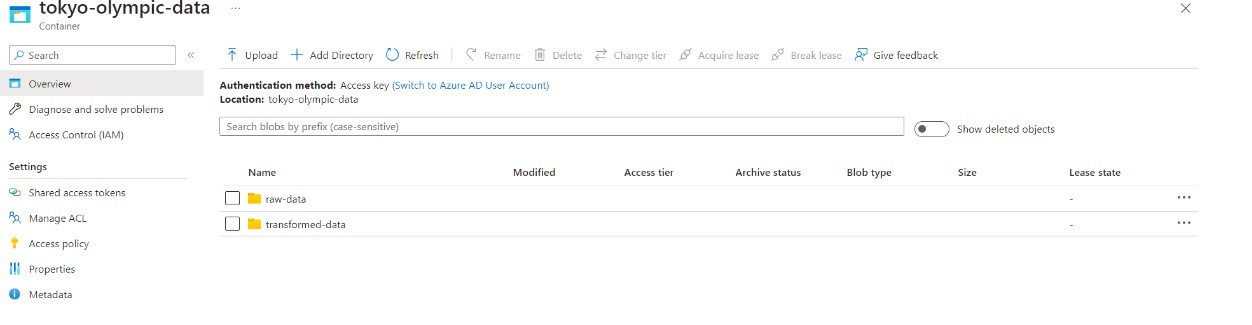 tokyo-olympic-data ...
Container
Search «
Upload Add Directory Refresh Rename Delete Change tier Acquire lease Break lease Give feedback
Overview
Diagnose and solve problems
Access Control (IAM)
Settings
Shared access tokens
Manage ACL
Access policy
Properties
Metadata
Authentication method: Access key (Switch to Azure AD User Account)
Location: tokyo-olympic-data
Search blobs by prefix (case-sensitive)
Show deleted objects
Name Modified Access tier Archive status Blob type Size Lease state
raw-data - ...
transformed-data - ...